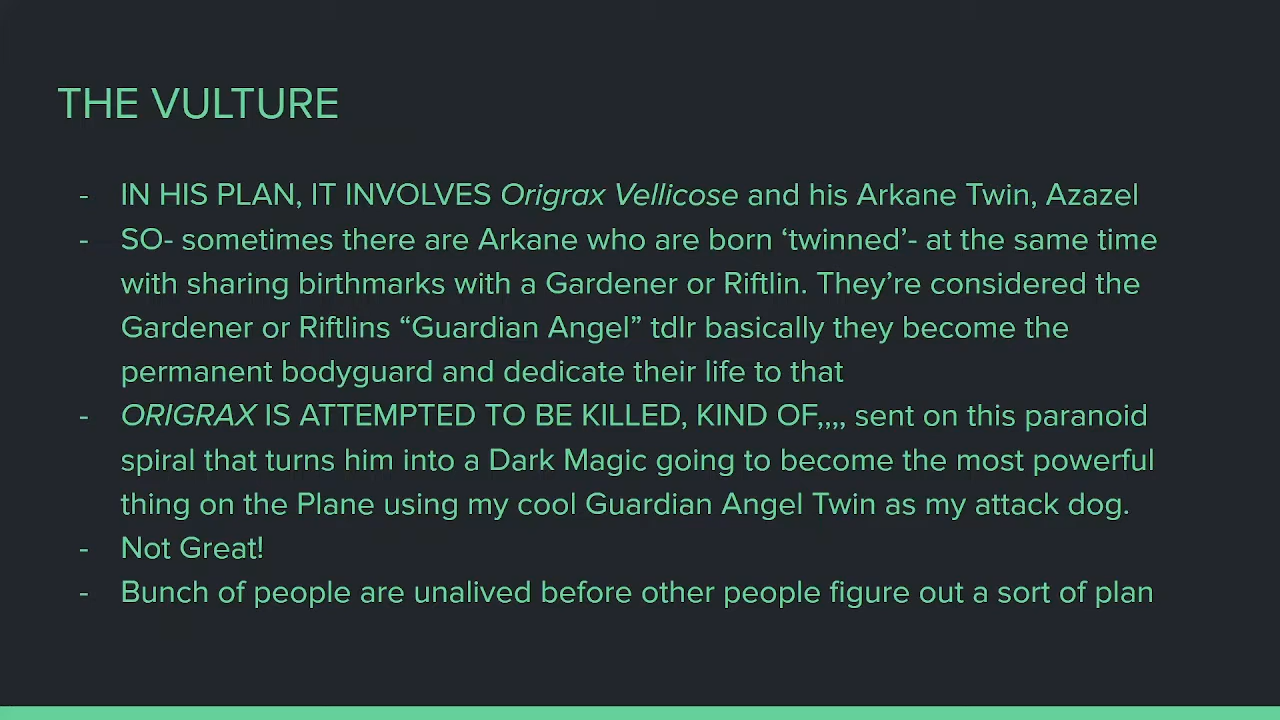 THE VULTURE
- IN HIS PLAN, IT INVOLVES Origrax Vellicose and his Arkane Twin, Azazel
- SO- sometimes there are Arkane who are born ‘twinned’- at the same time
with sharing birthmarks with a Gardener or Riftlin. They’re considered the
Gardener or Riftlins “Guardian Angel” tdlr basically they become the
permanent bodyguard and dedicate their life to that
- ORIGRAX IS ATTEMPTED TO BE KILLED, KIND OF,,,, sent on this paranoid
spiral that turns him into a Dark Magic going to become the most powerful
thing on the Plane using my cool Guardian Angel Twin as my attack dog.
- Not Great!
- Bunch of people are unalived before other people figure out a sort of plan